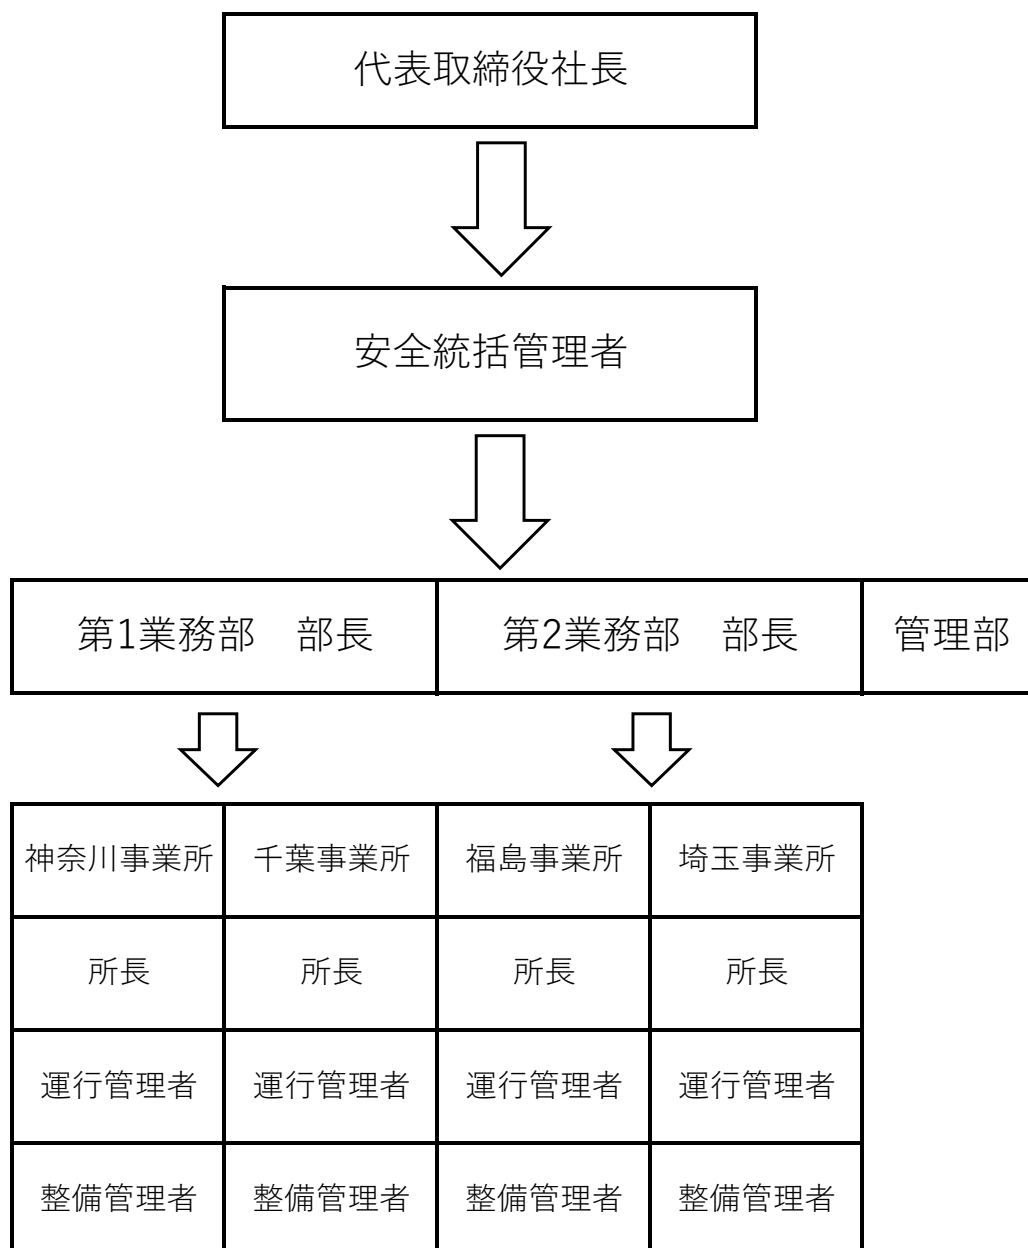 代表取締役社長
安全統括管理者
第1業務部　部長
第2業務部　部長
管理部
神奈川事業所
千葉事業所
福島事業所
埼玉事業所
所長
所長
所長
所長
運行管理者
運行管理者
運行管理者
運行管理者
整備管理者
整備管理者
整備管理者
整備管理者